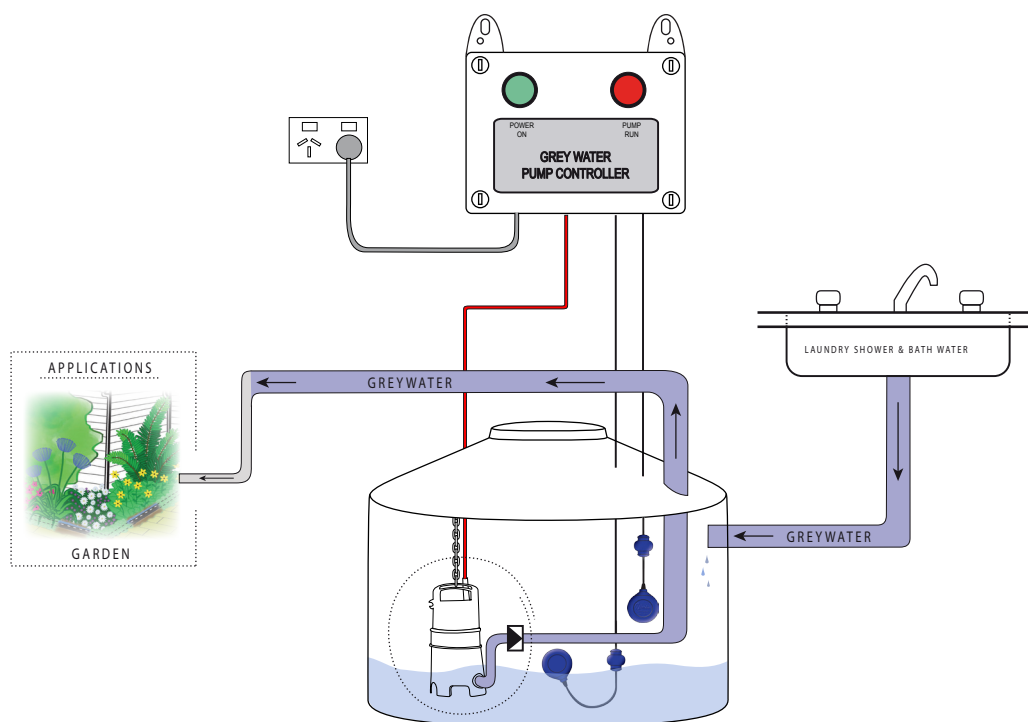 POWER
ON
PUMP
RUN
GREY WATER
PUMP CONTROLLER
LAUNDRY SHOWER & BATH WATER
APPLICATIONS
GREYWATER
GREYWATER
GARDEN